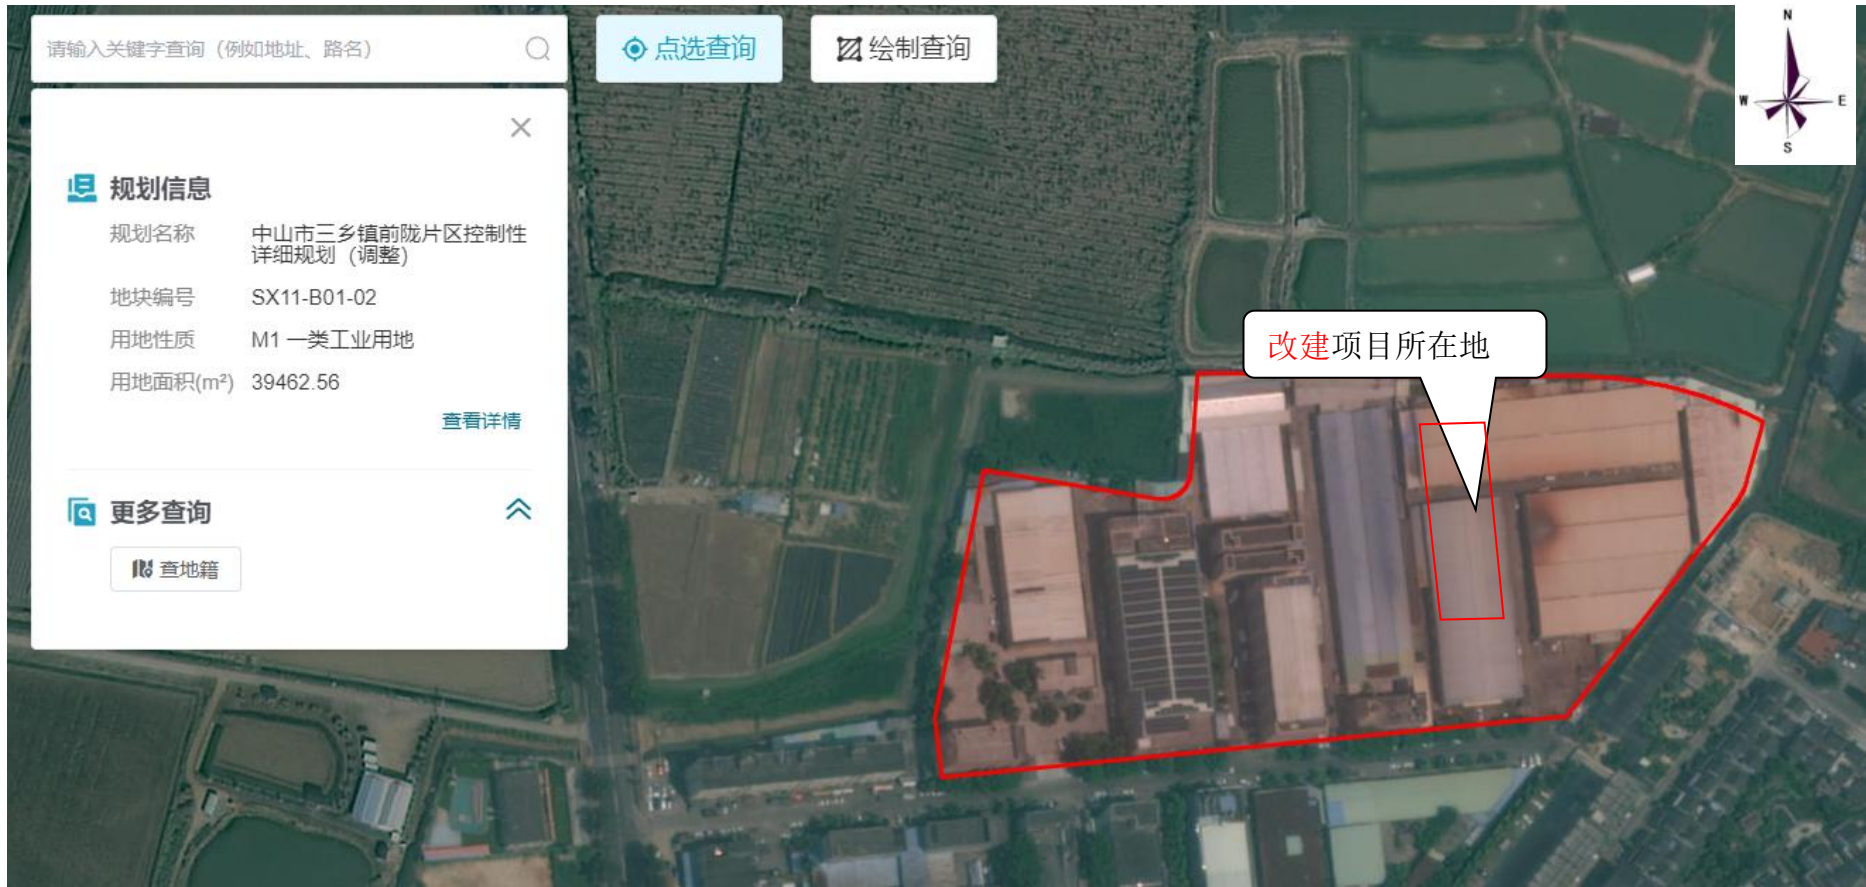 请输入关键字查询（例如地址、路名）
点选查询
绘制查询
N
W
E
S
规划信息
规划名称
中山市三乡镇前陇片区控制性
详细规划（调整）
地块编号
SX11-B01-02
用地性质
M1 一类工业用地
用地面积(m²)
39462.56
查看详情
更多查询
查地籍
改建项目所在地